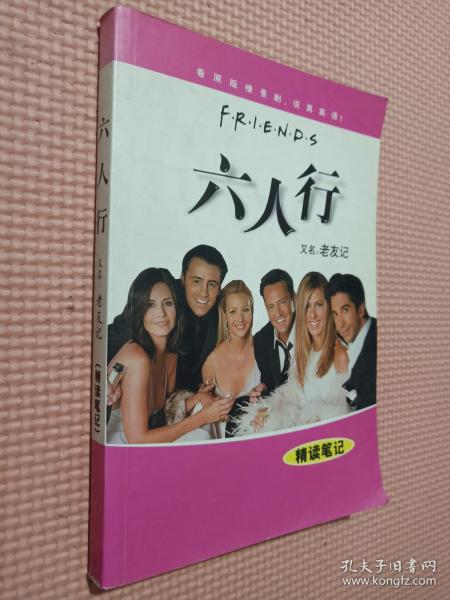 看原版情景剧，说真英语！
F·R·I·E·N·D·S
六人行
又名：老友记
精读笔记
六人行
又名：老友记
（精读笔记）
孔夫子旧书网
www.kongfz.com